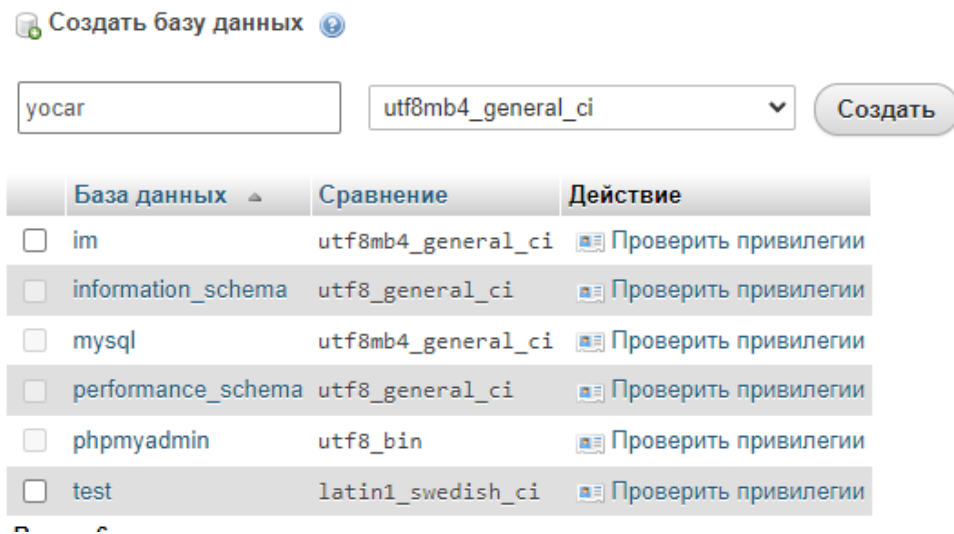 Создать базу данных
yocar utf8mb4_general_ci Создать
База данных Сравнение Действие
im utf8mb4_general_ci Проверить привилегии
information_schema utf8_general_ci Проверить привилегии
mysql utf8mb4_general_ci Проверить привилегии
performance_schema utf8_general_ci Проверить привилегии
phpmyadmin utf8_bin Проверить привилегии
test latin1_swedish_ci Проверить привилегии